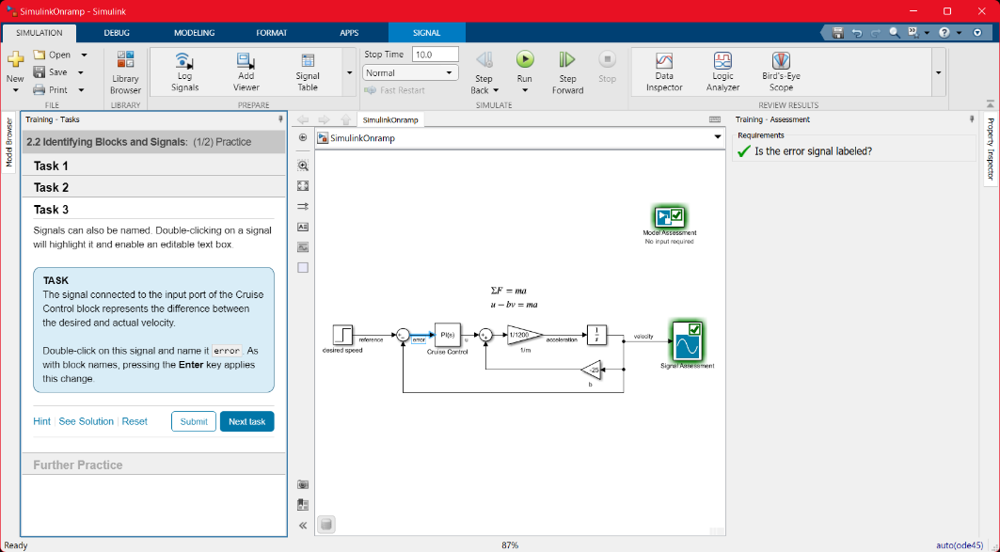 SimulinkOnramp - Simulink
SIMULATION DEBUG MODELING FORMAT APPS SIGNAL
New
Open
Save
Print
FILE
Library
Browser
LIBRARY
Log
Signals
Add
Viewer
Signal
Table
PREPARE
Stop Time 10.0
Normal
Fast Restart
Step
Back
Run
Step
Forward
Stop
SIMULATE
Data
Inspector
Logic
Analyzer
Bird's-Eye
Scope
REVIEW RESULTS
Model Browser
Training - Tasks
2.2 Identifying Blocks and Signals: (1/2) Practice
Task 1
Task 2
Task 3
Signals can also be named. Double-clicking on a signal
will highlight it and enable an editable text box.
TASK
The signal connected to the input port of the Cruise
Control block represents the difference between
the desired and actual velocity.
Double-click on this signal and name it error. As
with block names, pressing the Enter key applies
this change.
Hint See Solution Reset Submit Next task
Further Practice
SimulinkOnramp
SimulinkOnramp
Model Assessment
No input required
ΣF = ma
u − bv = ma
desired speed
reference
error
PI(s)
Cruise Control
u
1/1200
1/m
acceleration
1
s
velocity
Signal Assessment
-25
b
Training - Assessment
Requirements
Is the error signal labeled?
Property Inspector
Ready
87%
auto(ode45)